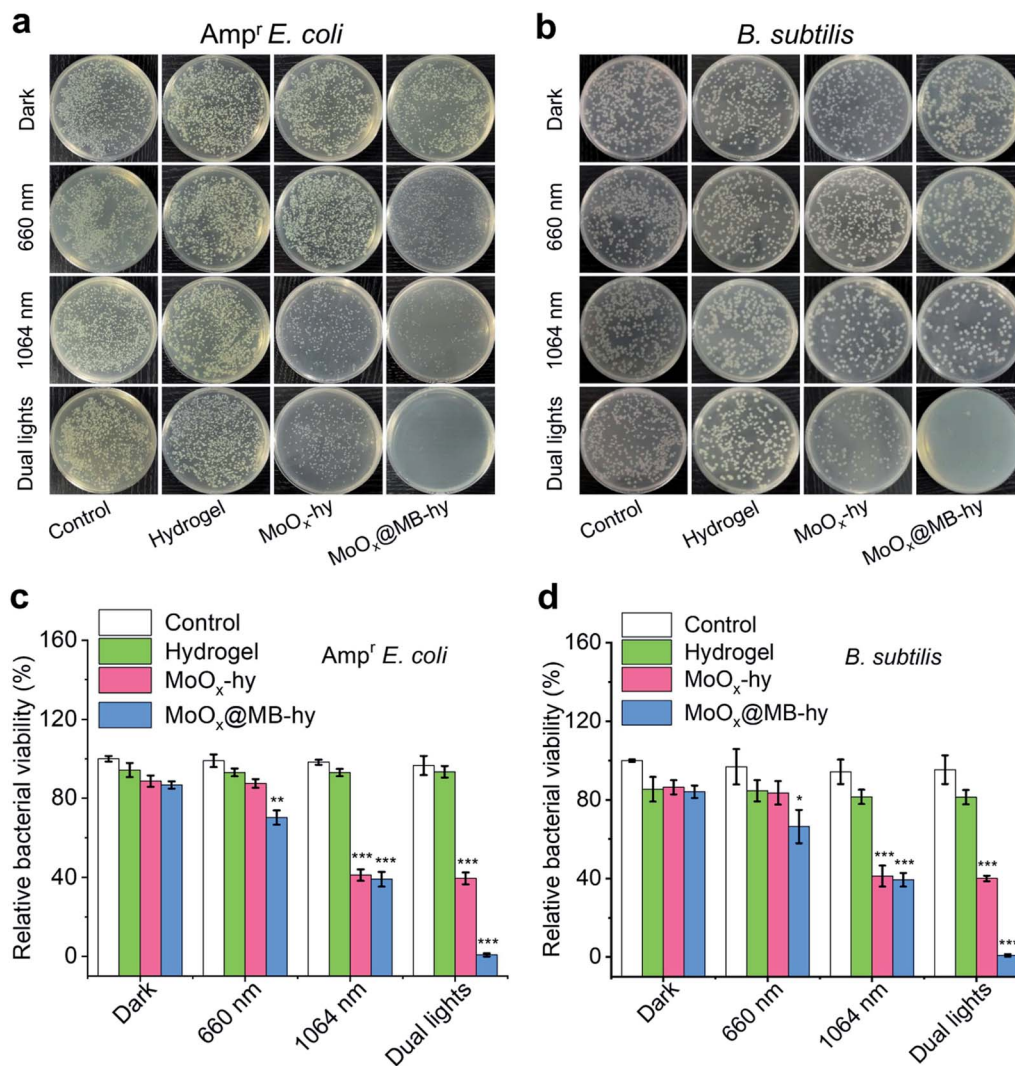 a
Ampʳ E. coli
Dark
660 nm
1064 nm
Dual lights
Control
Hydrogel
MoOₓ-hy
MoOₓ@MB-hy
b
B. subtilis
Dark
660 nm
1064 nm
Dual lights
Control
Hydrogel
MoOₓ-hy
MoOₓ@MB-hy
c
Control
Hydrogel
MoOₓ-hy
MoOₓ@MB-hy
Ampʳ E. coli
Relative bacterial viability (%)
160
120
80
40
0
**
***
***
***
***
Dark
660 nm
1064 nm
Dual lights
d
Control
Hydrogel
MoOₓ-hy
MoOₓ@MB-hy
B. subtilis
Relative bacterial viability (%)
160
120
80
40
0
*
***
***
***
***
Dark
660 nm
1064 nm
Dual lights